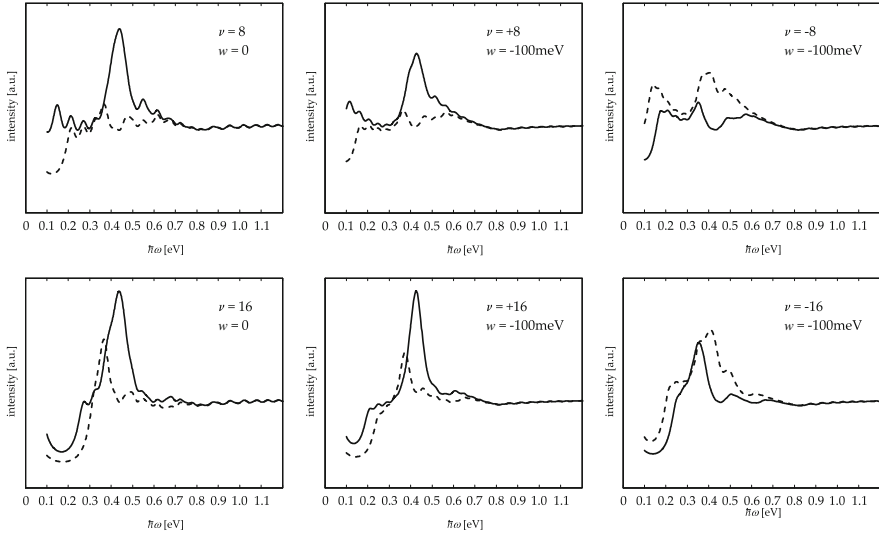 intensity [a.u.]
ν = 8
w = 0
0 0.1 0.2 0.3 0.4 0.5 0.6 0.7 0.8 0.9 1.0 1.1
ħω [eV]
intensity [a.u.]
ν = +8
w = -100meV
0 0.1 0.2 0.3 0.4 0.5 0.6 0.7 0.8 0.9 1.0 1.1
ħω [eV]
intensity [a.u.]
ν = -8
w = -100meV
0 0.1 0.2 0.3 0.4 0.5 0.6 0.7 0.8 0.9 1.0 1.1
ħω [eV]
intensity [a.u.]
ν = 16
w = 0
0 0.1 0.2 0.3 0.4 0.5 0.6 0.7 0.8 0.9 1.0 1.1
ħω [eV]
intensity [a.u.]
ν = +16
w = -100meV
0 0.1 0.2 0.3 0.4 0.5 0.6 0.7 0.8 0.9 1.0 1.1
ħω [eV]
intensity [a.u.]
ν = -16
w = -100meV
0 0.1 0.2 0.3 0.4 0.5 0.6 0.7 0.8 0.9 1.0 1.1
ħω [eV]